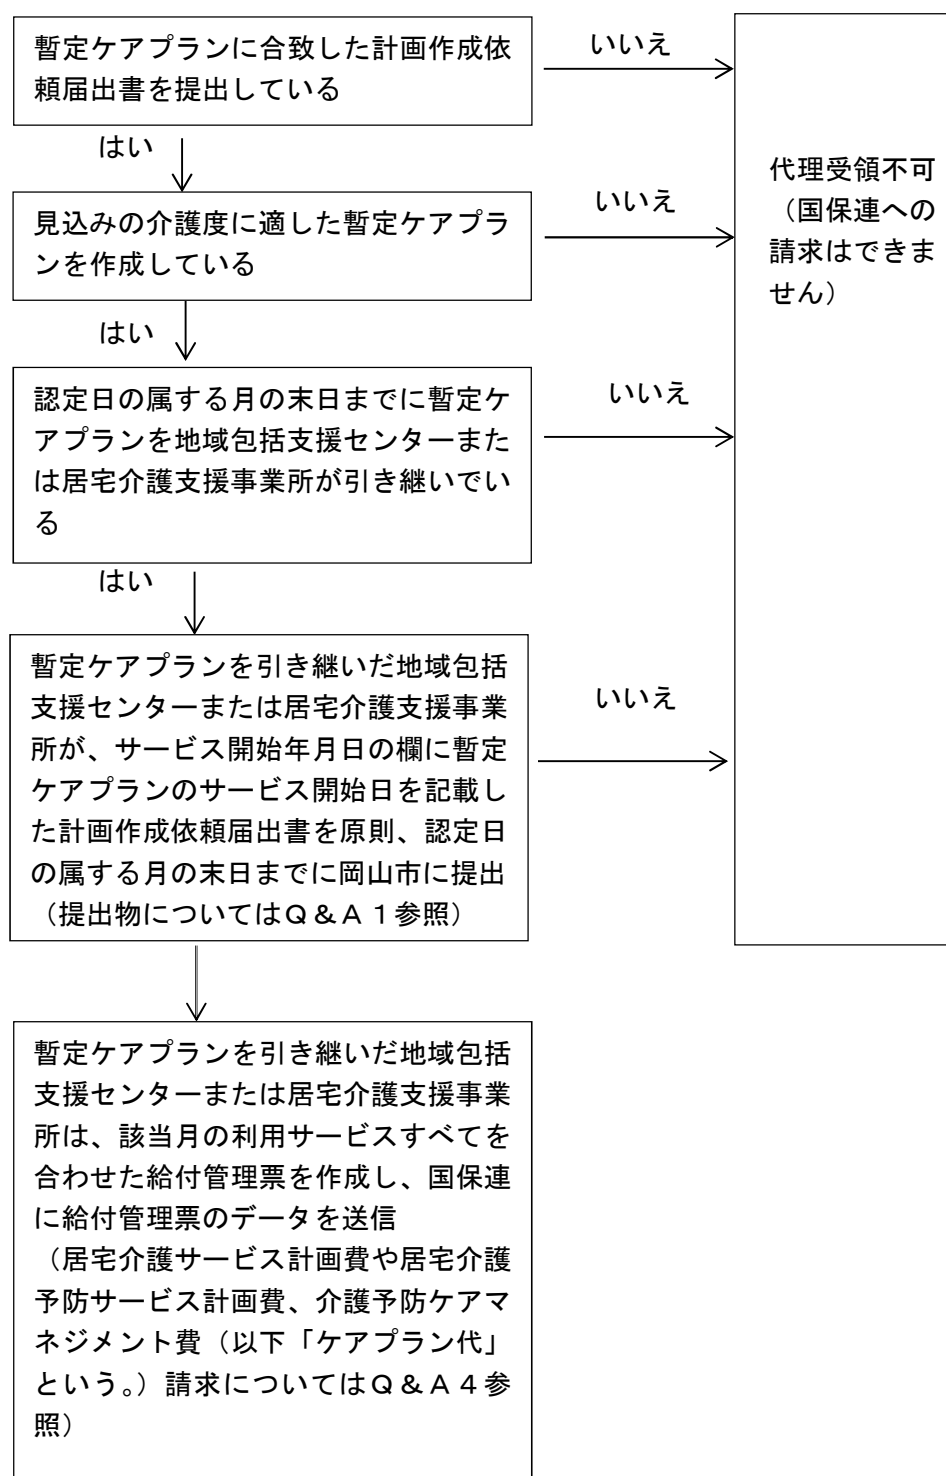 暫定ケアプランに合致した計画作成依
頼届出書を提出している
いいえ
はい
見込みの介護度に適した暫定ケアプラ
ンを作成している
いいえ
はい
認定日の属する月の末日までに暫定ケ
アプランを地域包括支援センターまた
は居宅介護支援事業所が引き継いでい
る
いいえ
はい
暫定ケアプランを引き継いだ地域包括
支援センターまたは居宅介護支援事業
所が、サービス開始年月日の欄に暫定
ケアプランのサービス開始日を記載し
た計画作成依頼届出書を原則、認定日
の属する月の末日までに岡山市に提出
（提出物についてはＱ＆Ａ１参照）
いいえ
代理受領不可
（国保連への
請求はできま
せん）
暫定ケアプランを引き継いだ地域包括
支援センターまたは居宅介護支援事業
所は、該当月の利用サービスすべてを
合わせた給付管理票を作成し、国保連
に給付管理票のデータを送信
（居宅介護サービス計画費や居宅介護
予防サービス計画費、介護予防ケアマ
ネジメント費（以下「ケアプラン代」
という。）請求についてはＱ＆Ａ４参
照）